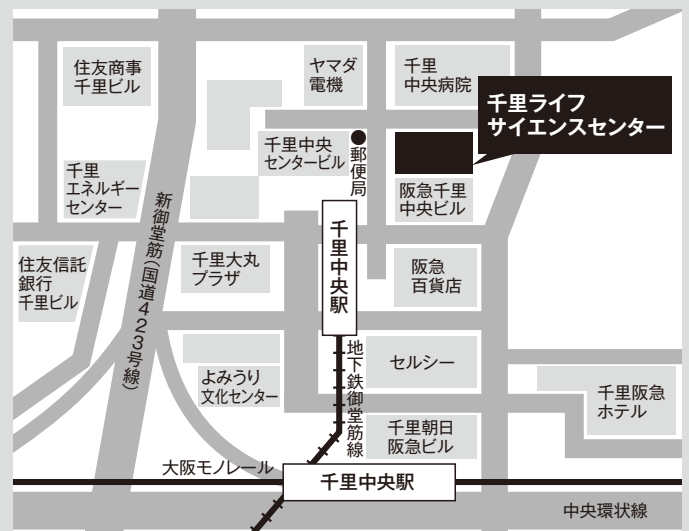 住友商事
千里ビル
ヤマダ
電機
千里
中央病院
千里ライフ
サイエンスセンター
千里中央
センタービル
郵便局
千里
エネルギー
センター
阪急千里
中央ビル
新御堂筋(国道423号線)
千里中央駅
住友信託
銀行
千里ビル
千里大丸
プラザ
阪急
百貨店
地下鉄御堂筋線
セルシー
よみうり
文化センター
千里阪急
ホテル
千里朝日
阪急ビル
大阪モノレール
千里中央駅
中央環状線